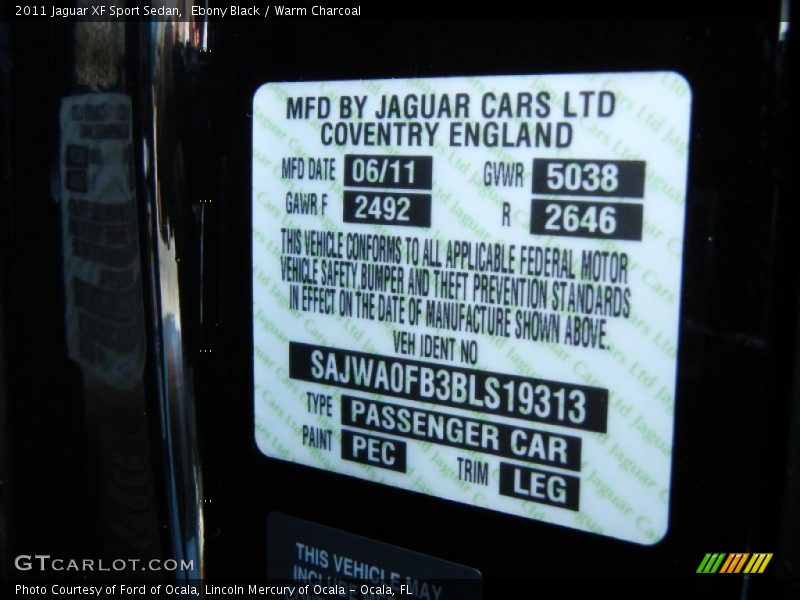 2011 Jaguar XF Sport Sedan, Ebony Black / Warm Charcoal
MFD BY JAGUAR CARS LTD
COVENTRY ENGLAND
MFD DATE 06/11 GVWR 5038
GAWR F 2492 R 2646
THIS VEHICLE CONFORMS TO ALL APPLICABLE FEDERAL MOTOR
VEHICLE SAFETY,BUMPER AND THEFT PREVENTION STANDARDS
IN EFFECT ON THE DATE OF MANUFACTURE SHOWN ABOVE.
VEH IDENT NO
SAJWA0FB3BLS19313
TYPE PASSENGER CAR
PAINT PEC TRIM LEG
THIS VEHICLE MAY
GTCARLOT.COM
Photo Courtesy of Ford of Ocala, Lincoln Mercury of Ocala - Ocala, FL